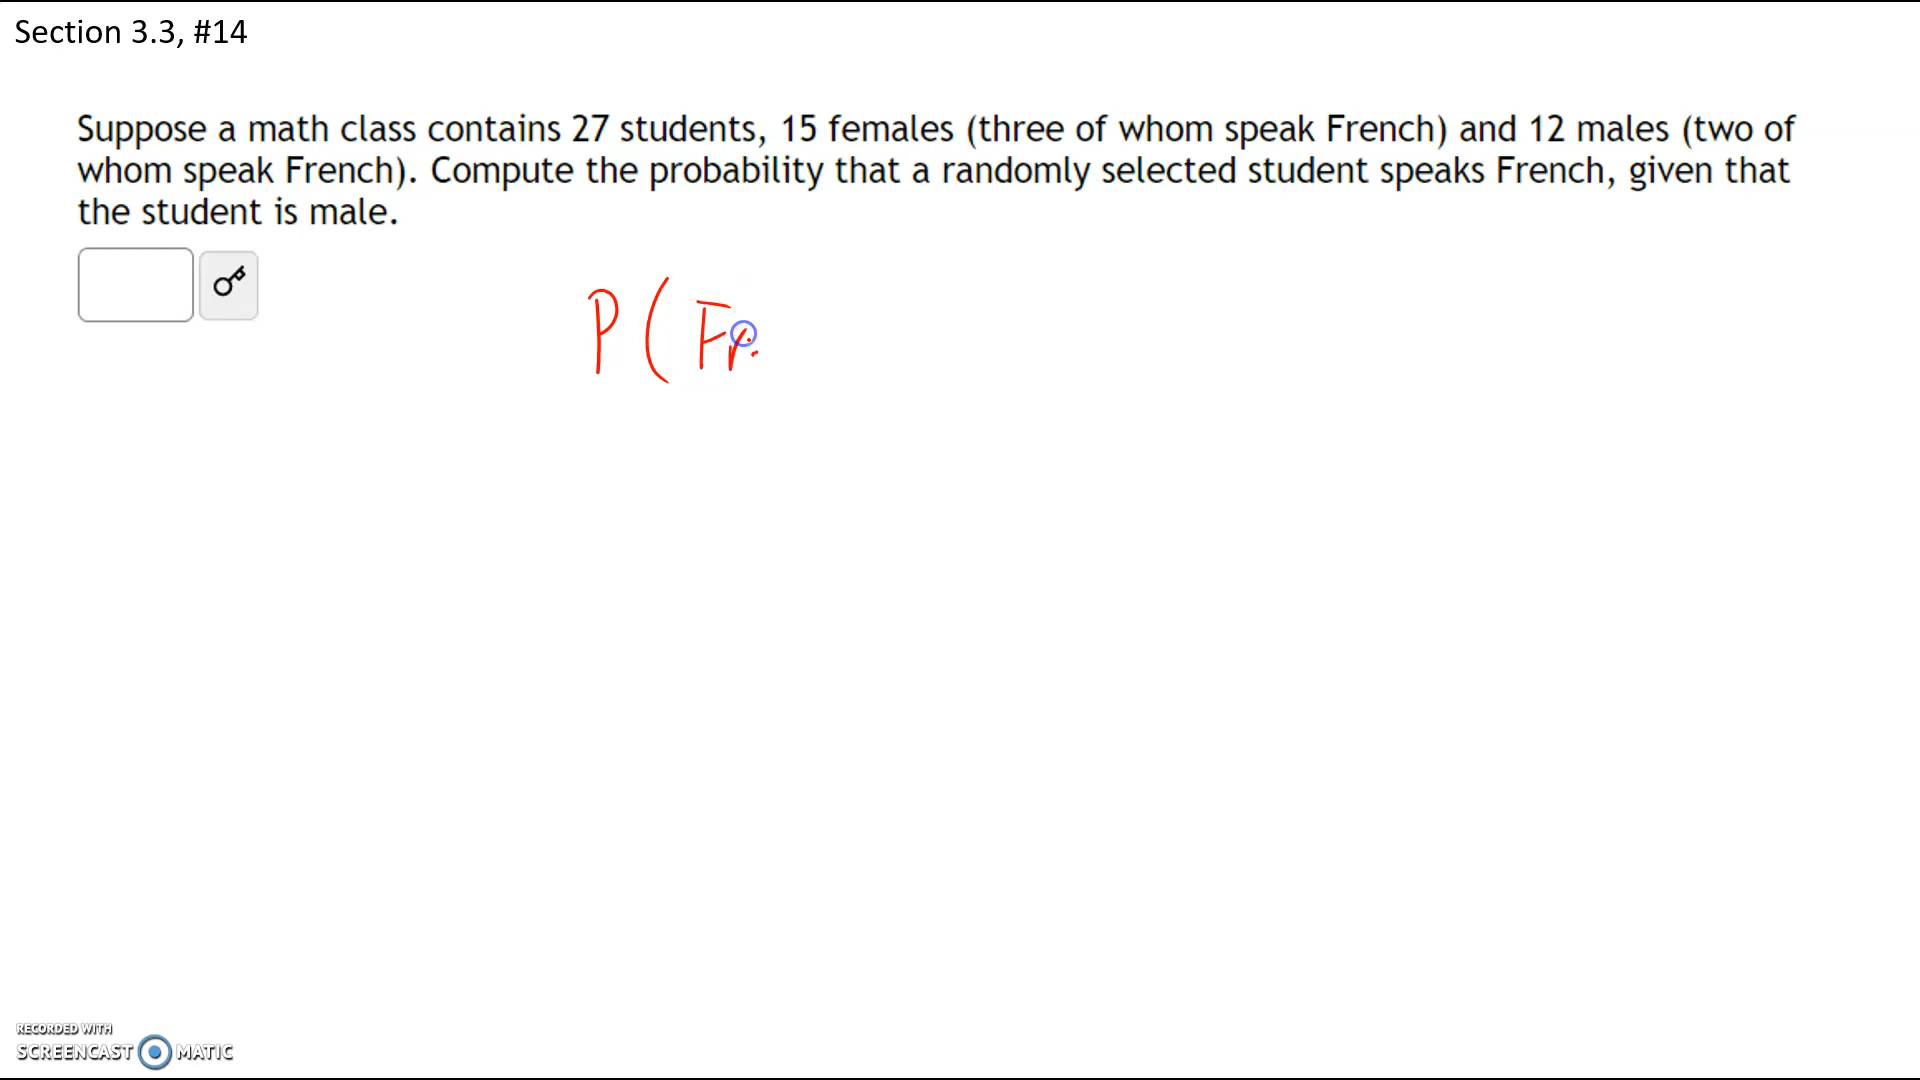 Section 3.3, #14
Suppose a math class contains 27 students, 15 females (three of whom speak French) and 12 males (two of
whom speak French). Compute the probability that a randomly selected student speaks French, given that
the student is male.
P ( Fr.
RECORDED WITH
SCREENCAST MATIC